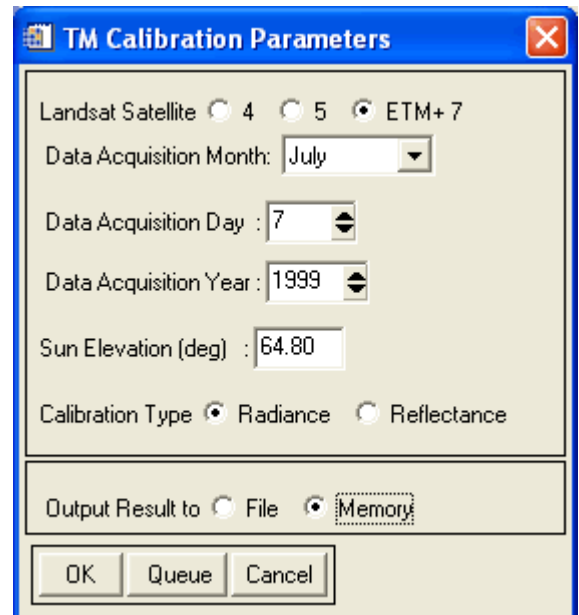 TM Calibration Parameters
Landsat Satellite 4 5 ETM+ 7
Data Acquisition Month: July
Data Acquisition Day : 7
Data Acquisition Year : 1999
Sun Elevation (deg) : 64.80
Calibration Type Radiance Reflectance
Output Result to File Memory
OK Queue Cancel